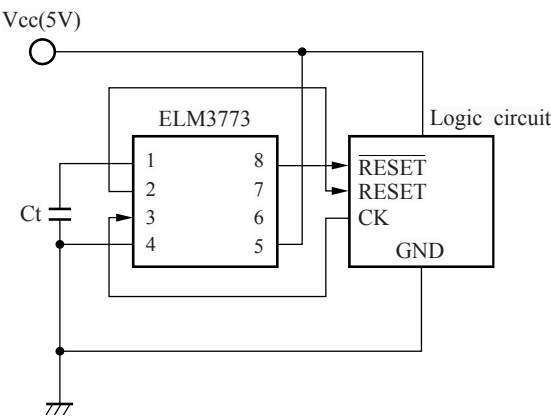 Vcc(5V)
ELM3773
Logic circuit
1
2
3
4
8
7
6
5
Ct
RESET
RESET
CK
GND